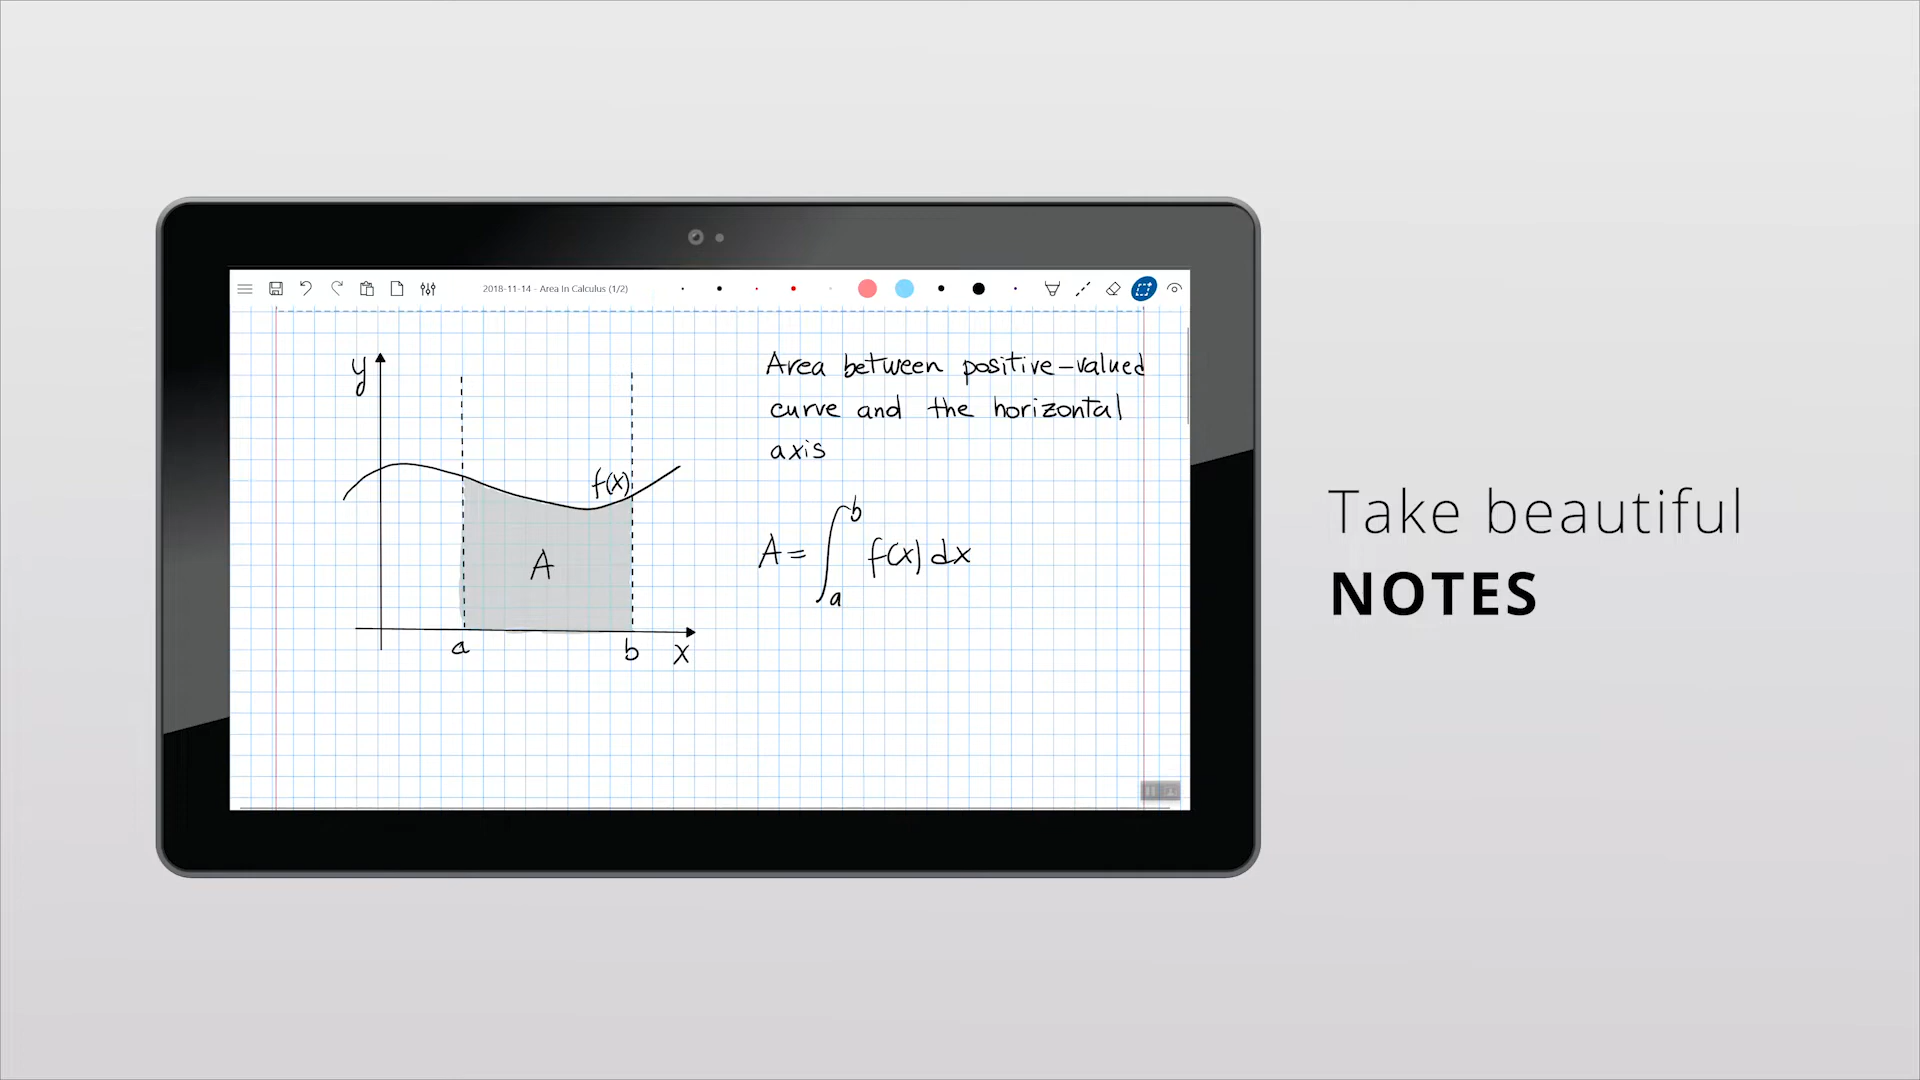 2018-11-14 - Area In Calculus (1/2)
y
f(x)
A
a
b
x
Area between positive-valued
curve and the horizontal
axis
b
A = ∫ f(x) dx
a
Take beautiful
NOTES